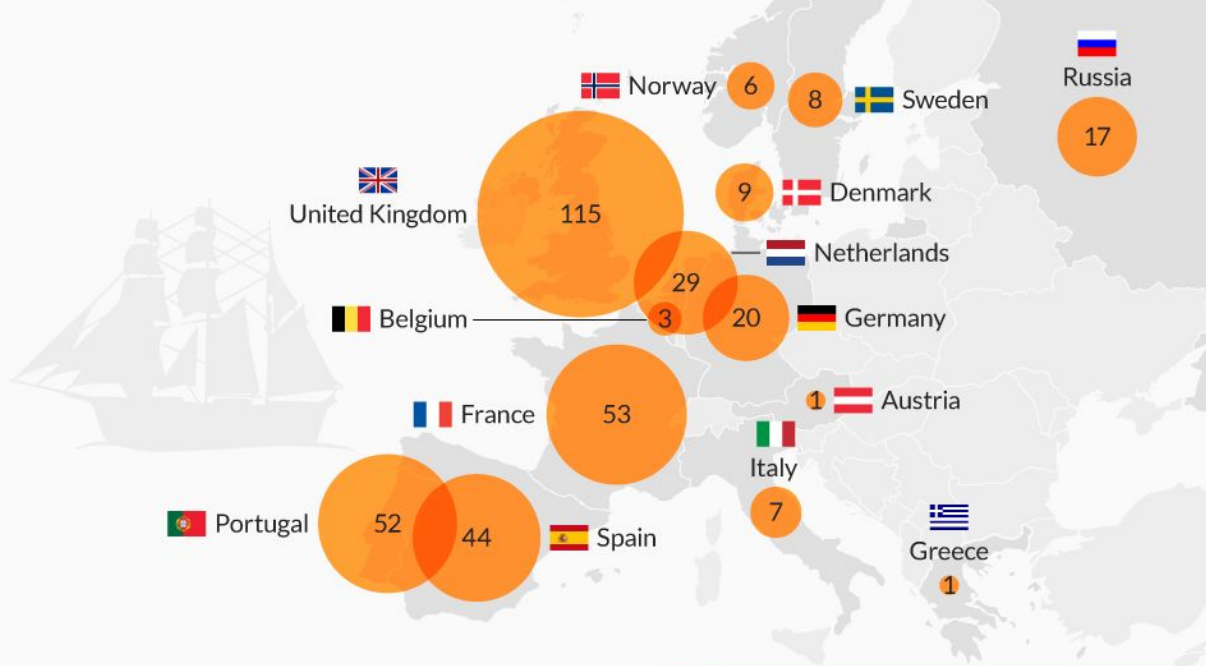 Norway
6
8
Sweden
Russia
17
United Kingdom
115
9
Denmark
Netherlands
29
Belgium
3
20
Germany
France
53
1
Austria
Italy
7
Portugal
52
44
Spain
Greece
1